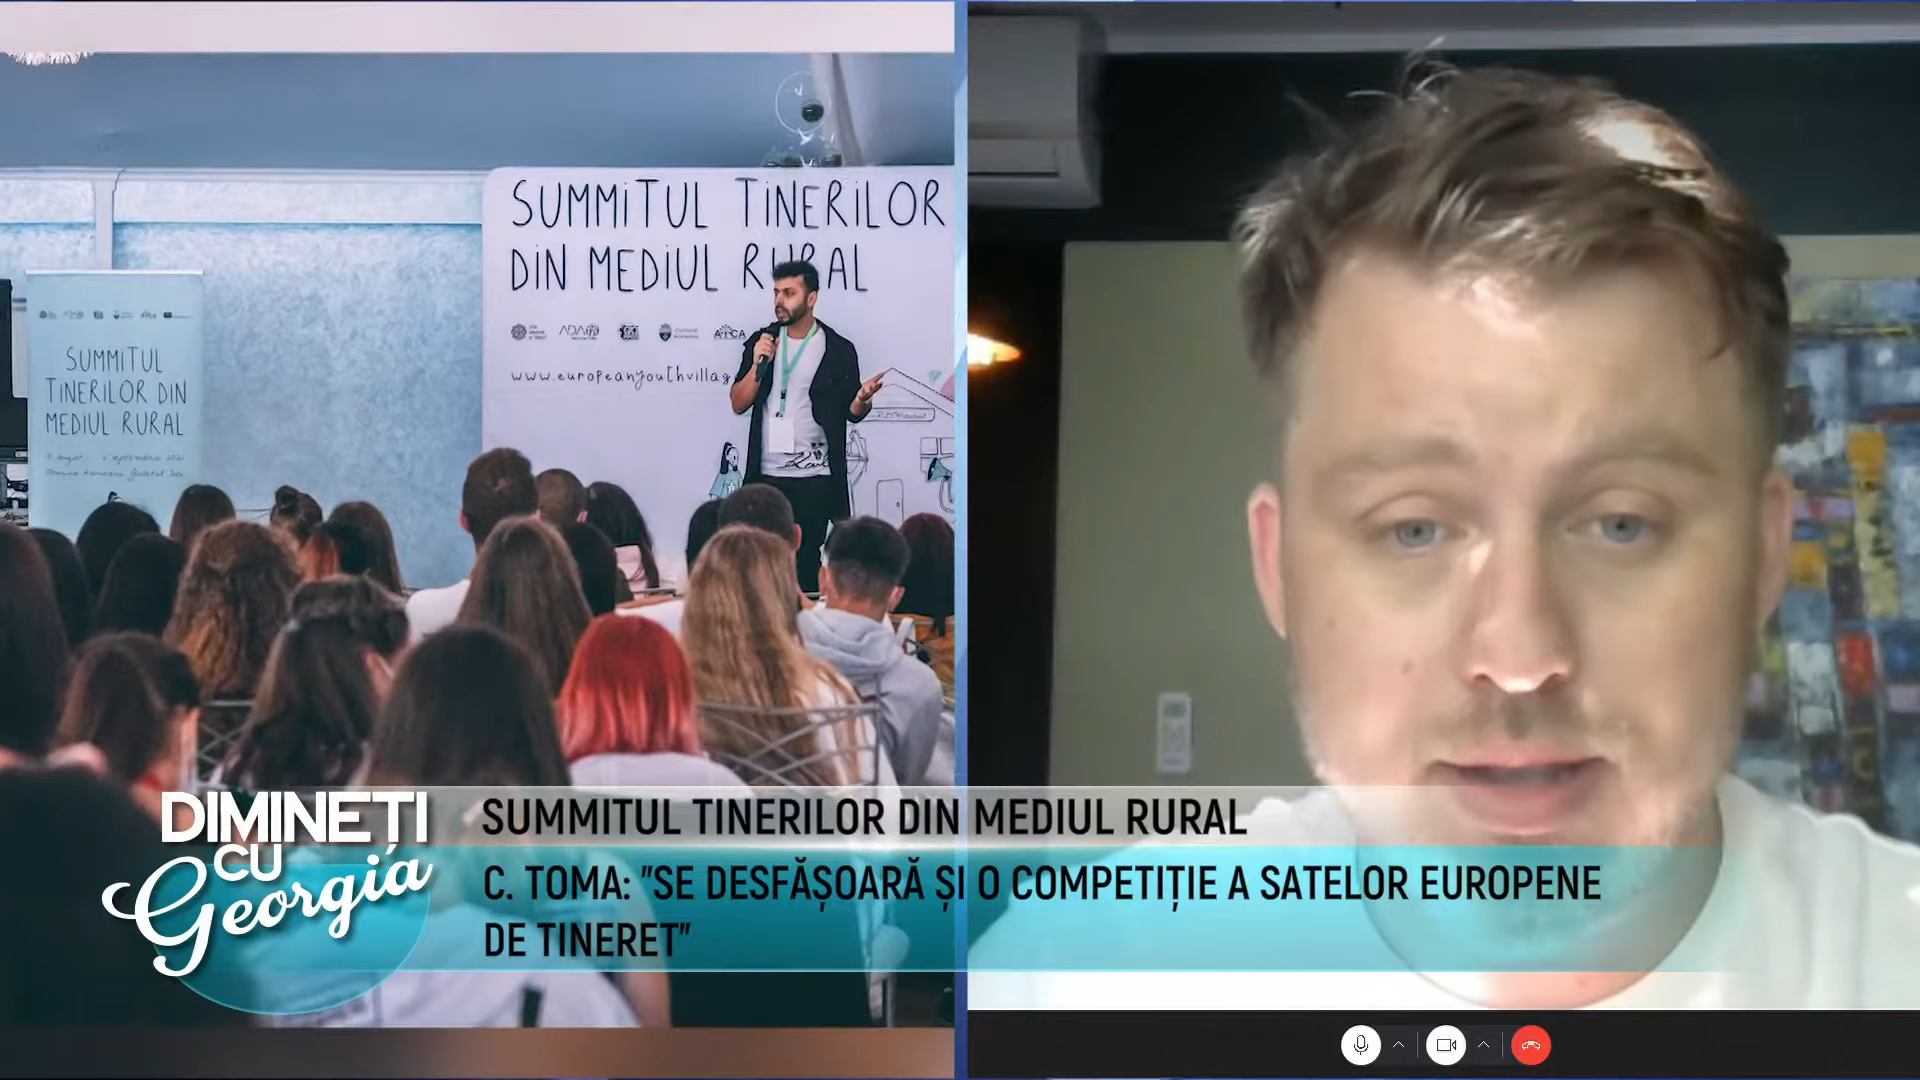 SUMMiTUL TiNERiLOR
DiN MEDiUL RURAL
www.europeanyouthvillag
SUMMiTUL
TiNERiLOR DiN
MEDiUL RURAL
DIMINEȚI
CU
Georgia
SUMMITUL TINERILOR DIN MEDIUL RURAL
C. TOMA: "SE DESFĂȘOARĂ ȘI O COMPETIȚIE A SATELOR EUROPENE
DE TINERET"